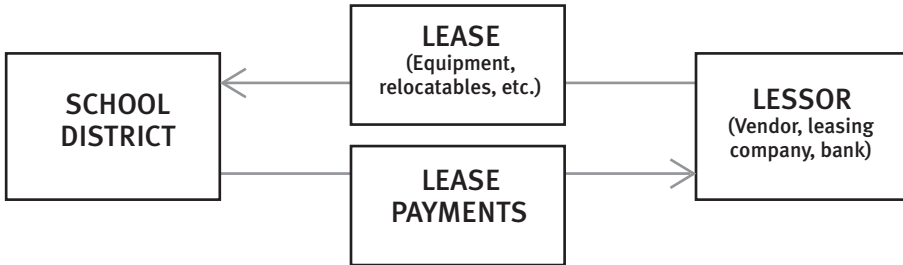 LEASE
(Equipment,
relocatables, etc.)
SCHOOL
DISTRICT
LESSOR
(Vendor, leasing
company, bank)
LEASE
PAYMENTS